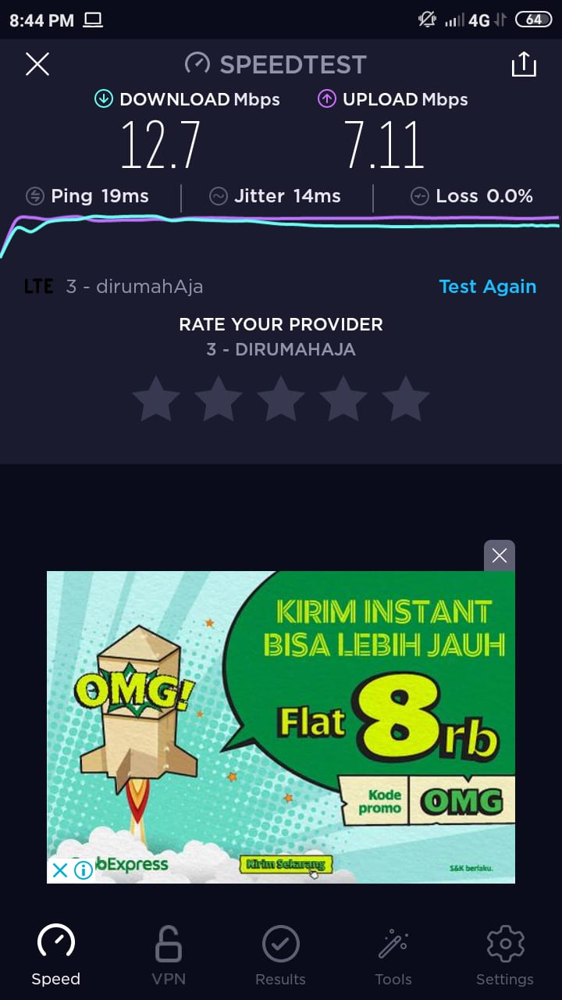 8:44 PM 4G 64
SPEEDTEST
DOWNLOAD Mbps UPLOAD Mbps
12.7 7.11
Ping 19ms Jitter 14ms Loss 0.0%
LTE 3 - dirumahAja Test Again
RATE YOUR PROVIDER
3 - DIRUMAHAJA
KIRIM INSTANT
BISA LEBIH JAUH
OMG!
Flat 8rb
Kode promo OMG
bExpress
Kirim Sekarang
S&K berlaku.
Speed VPN Results Tools Settings